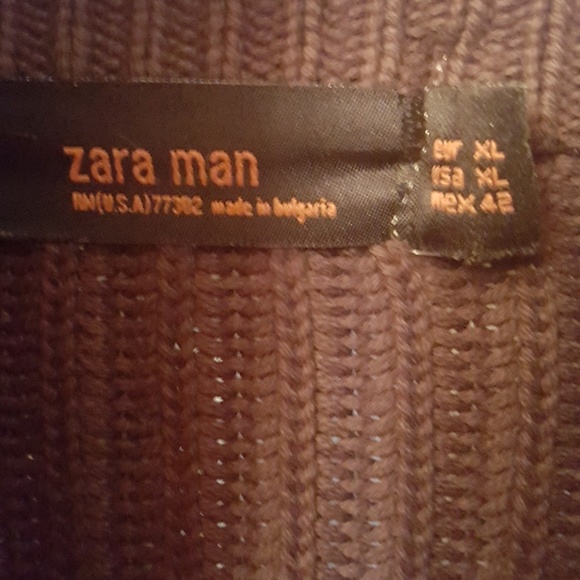 zara man
RN(U.S.A)77302 made in bulgaria
eur XL
usa XL
mex 42